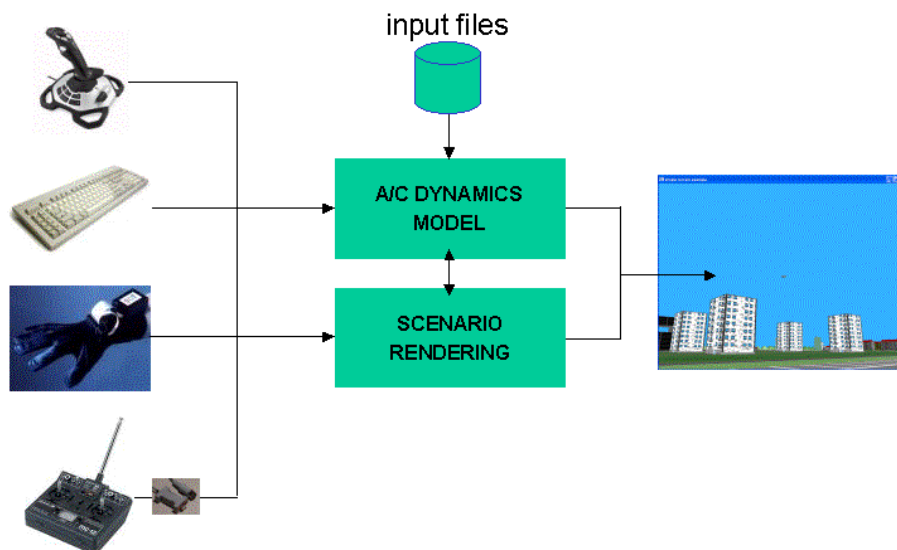 input files
A/C DYNAMICS
MODEL
SCENARIO
RENDERING